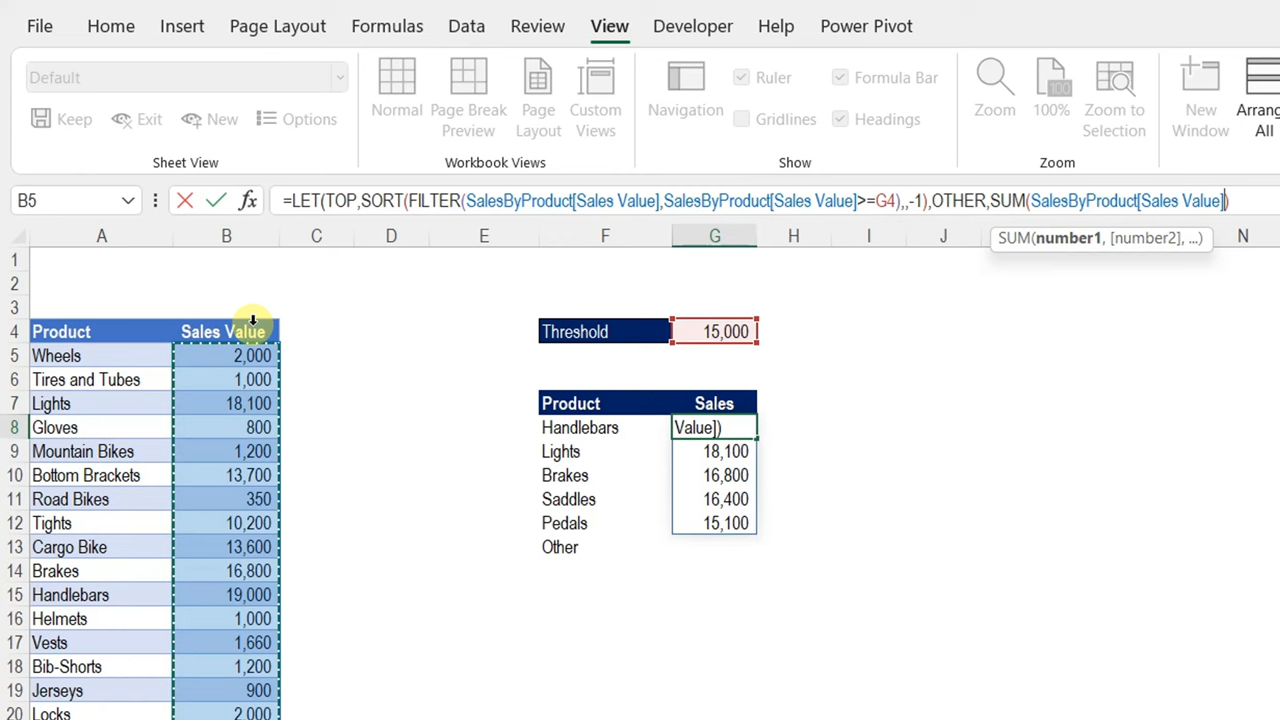 File Home Insert Page Layout Formulas Data Review View Developer Help Power Pivot
Default
Keep Exit New Options
Sheet View
Normal Page Break Preview Page Layout Custom Views
Workbook Views
Navigation Ruler Formula Bar
Gridlines Headings
Show
Zoom 100% Zoom to Selection
Zoom
New Window Arrange All
B5 fx =LET(TOP,SORT(FILTER(SalesByProduct[Sales Value],SalesByProduct[Sales Value]>=G4),,-1),OTHER,SUM(SalesByProduct[Sales Value])
SUM(number1, [number2], ...)
A B C D E F G H I J N
1
2
3
4 Product Sales Value Threshold 15,000
5 Wheels 2,000
6 Tires and Tubes 1,000
7 Lights 18,100 Product Sales
8 Gloves 800 Handlebars Value])
9 Mountain Bikes 1,200 Lights 18,100
10 Bottom Brackets 13,700 Brakes 16,800
11 Road Bikes 350 Saddles 16,400
12 Tights 10,200 Pedals 15,100
13 Cargo Bike 13,600 Other
14 Brakes 16,800
15 Handlebars 19,000
16 Helmets 1,000
17 Vests 1,660
18 Bib-Shorts 1,200
19 Jerseys 900
20 Locks 2,000